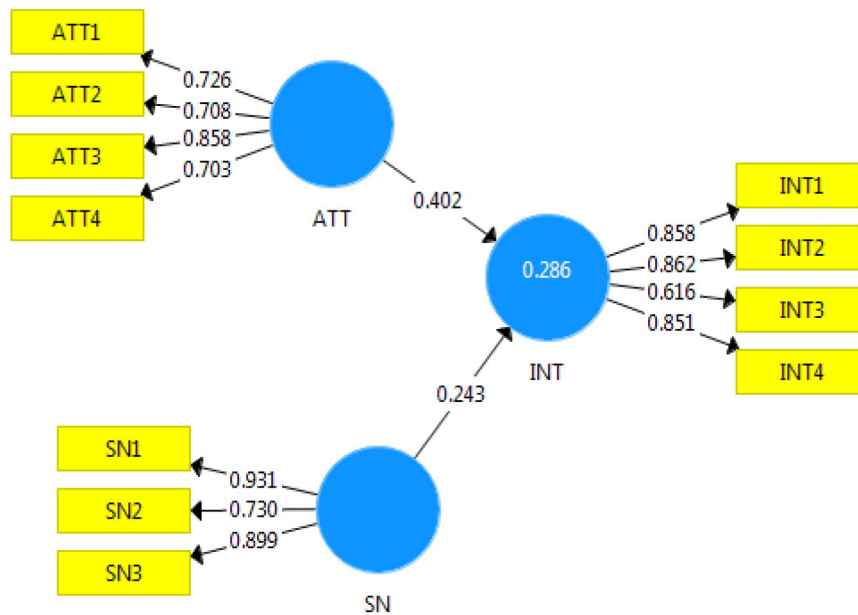 ATT1
ATT2
ATT3
ATT4
0.726
0.708
0.858
0.703
ATT
0.402
0.286
INT
0.858
0.862
0.616
0.851
INT1
INT2
INT3
INT4
0.243
SN1
SN2
SN3
0.931
0.730
0.899
SN